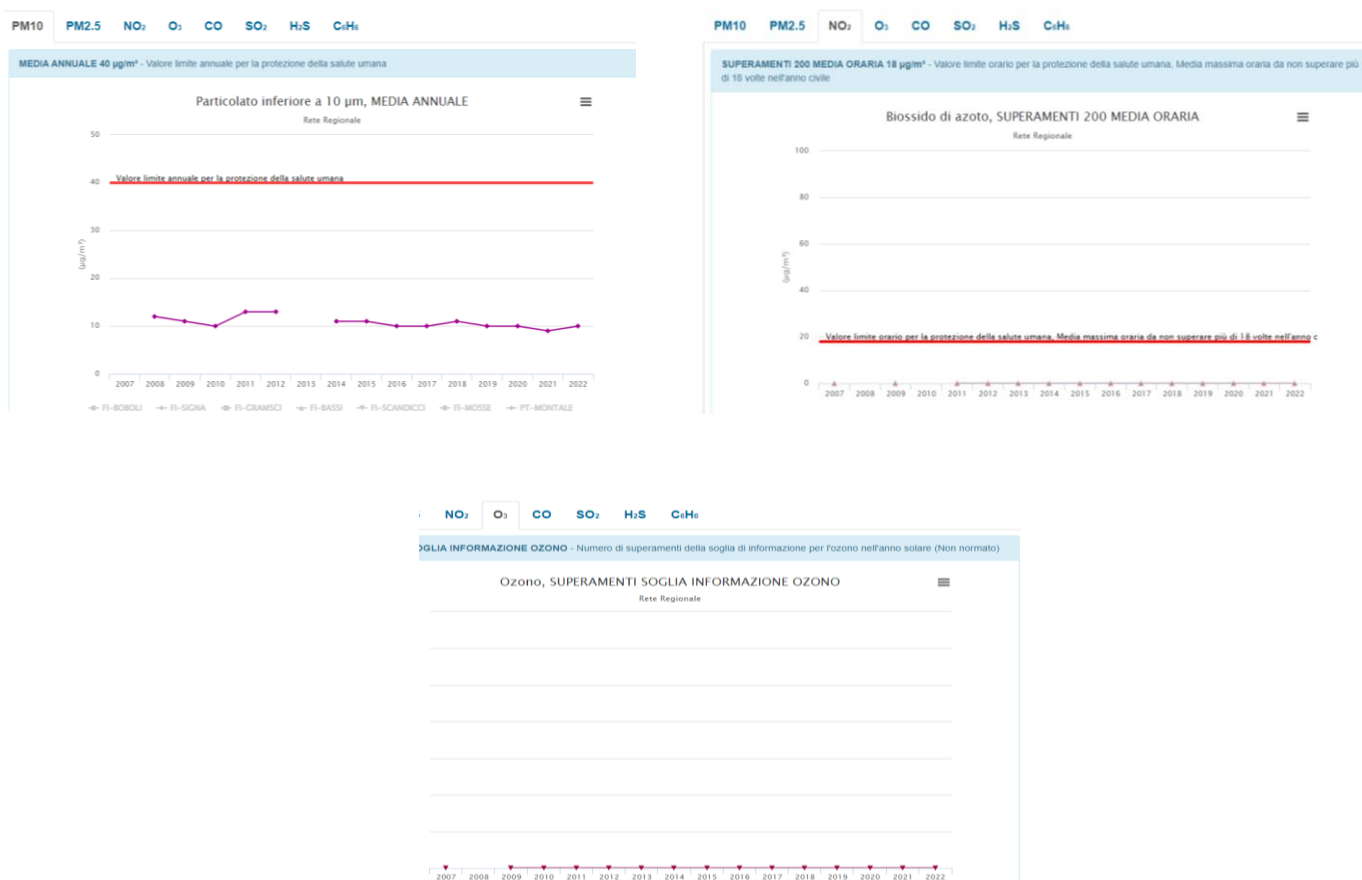 PM10 PM2.5 NO₂ O₃ CO SO₂ H₂S C₆H₆
MEDIA ANNUALE 40 µg/m³ - Valore limite annuale per la protezione della salute umana
Particolato inferiore a 10 µm, MEDIA ANNUALE
Rete Regionale
50
Valore limite annuale per la protezione della salute umana
40
30
(µg/m³)
20
10
0
2007 2008 2009 2010 2011 2012 2013 2014 2015 2016 2017 2018 2019 2020 2021 2022
FI-BOBOLI FI-SIGNA FI-GRAMSCI FI-BASSI FI-SCANDICCI FI-MOSSE PT-MONTALE
PM10 PM2.5 NO₂ O₃ CO SO₂ H₂S C₆H₆
SUPERAMENTI 200 MEDIA ORARIA 18 µg/m³ - Valore limite orario per la protezione della salute umana, Media massima oraria da non superare più
di 18 volte nell'anno civile
Biossido di azoto, SUPERAMENTI 200 MEDIA ORARIA
Rete Regionale
100
80
60
(µg/m³)
40
20
Valore limite orario per la protezione della salute umana, Media massima oraria da non superare più di 18 volte nell'anno c
0
2007 2008 2009 2010 2011 2012 2013 2014 2015 2016 2017 2018 2019 2020 2021 2022
NO₂ O₃ CO SO₂ H₂S C₆H₆
OGLIA INFORMAZIONE OZONO - Numero di superamenti della soglia di informazione per l'ozono nell'anno solare (Non normato)
Ozono, SUPERAMENTI SOGLIA INFORMAZIONE OZONO
Rete Regionale
2007 2008 2009 2010 2011 2012 2013 2014 2015 2016 2017 2018 2019 2020 2021 2022